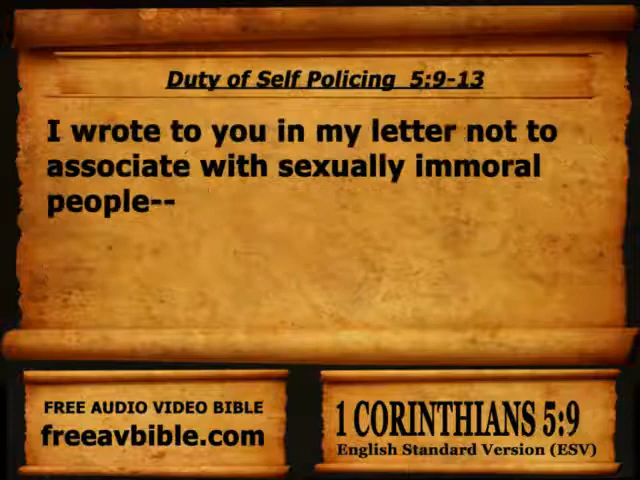 Duty of Self Policing 5:9-13
I wrote to you in my letter not to
associate with sexually immoral
people--
FREE AUDIO VIDEO BIBLE
freeavbible.com
1 CORINTHIANS 5:9
English Standard Version (ESV)